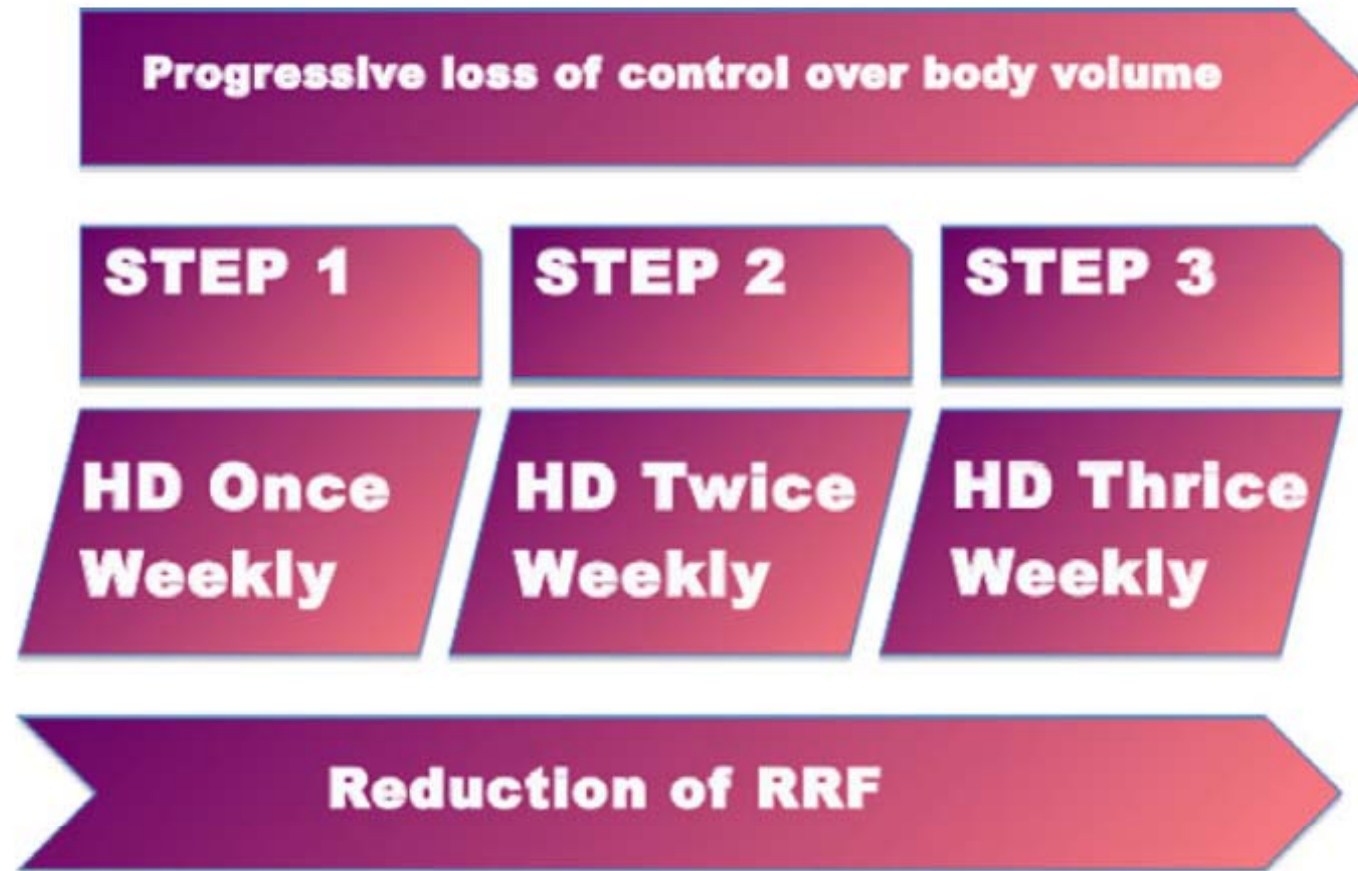 Progressive loss of control over body volume
STEP 1
STEP 2
STEP 3
HD Once
Weekly
HD Twice
Weekly
HD Thrice
Weekly
Reduction of RRF